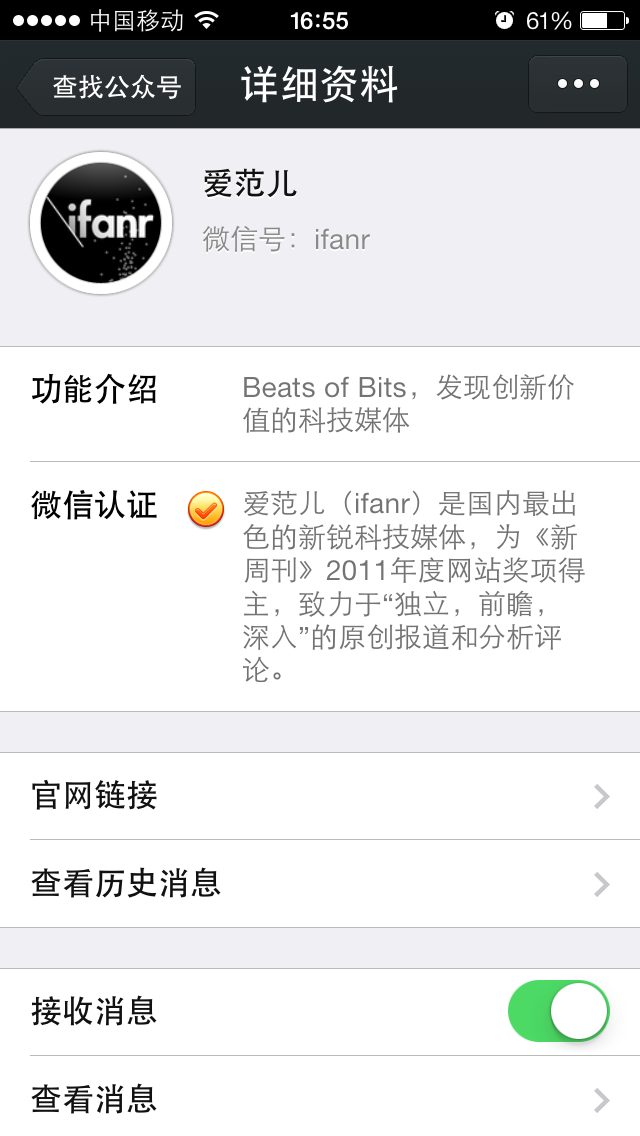 中国移动 16:55 61%
查找公众号 详细资料
ifanr
爱范儿
微信号：ifanr
功能介绍
Beats of Bits，发现创新价
值的科技媒体
微信认证
爱范儿（ifanr）是国内最出
色的新锐科技媒体，为《新
周刊》2011年度网站奖项得
主，致力于“独立，前瞻，
深入”的原创报道和分析评
论。
官网链接
查看历史消息
接收消息
查看消息